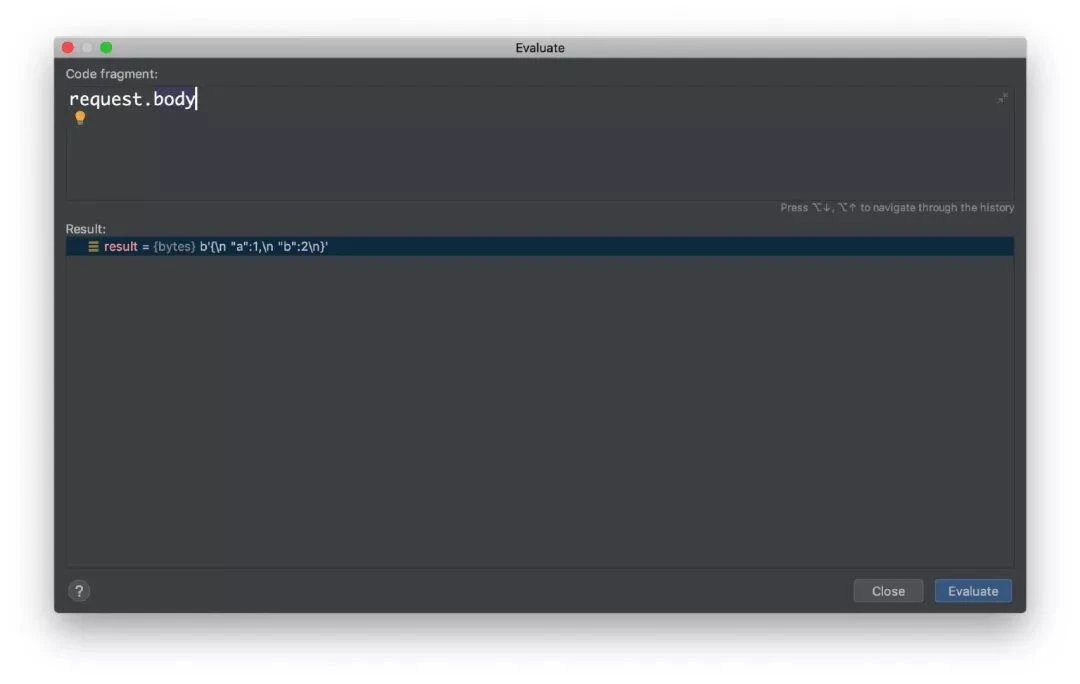 Evaluate
Code fragment:
request.body
Press ⌥↓, ⌥↑ to navigate through the history
Result:
result = {bytes} b'{\n "a":1,\n "b":2\n}'
?
Close
Evaluate